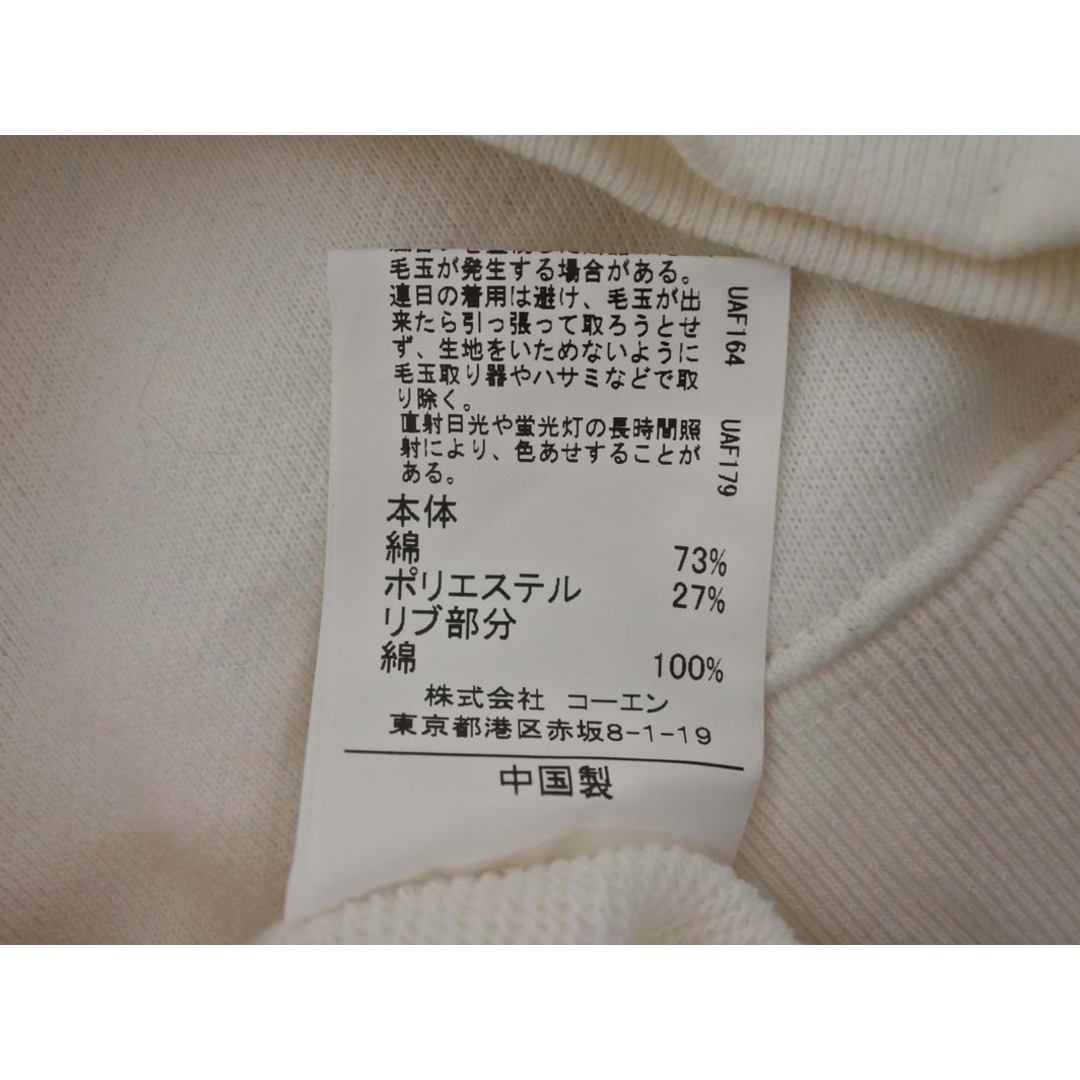 毛玉が発生する場合がある。
連日の着用は避け、毛玉が出
来たら引っ張って取ろうとせ
ず、生地をいためないように
毛玉取り器やハサミなどで取
り除く。
直射日光や蛍光灯の長時間照
射により、色あせすることが
ある。
本体
綿 73%
ポリエステル 27%
リブ部分
綿 100%
株式会社 コーエン
東京都港区赤坂8-1-19
中国製
UAF164
UAF179